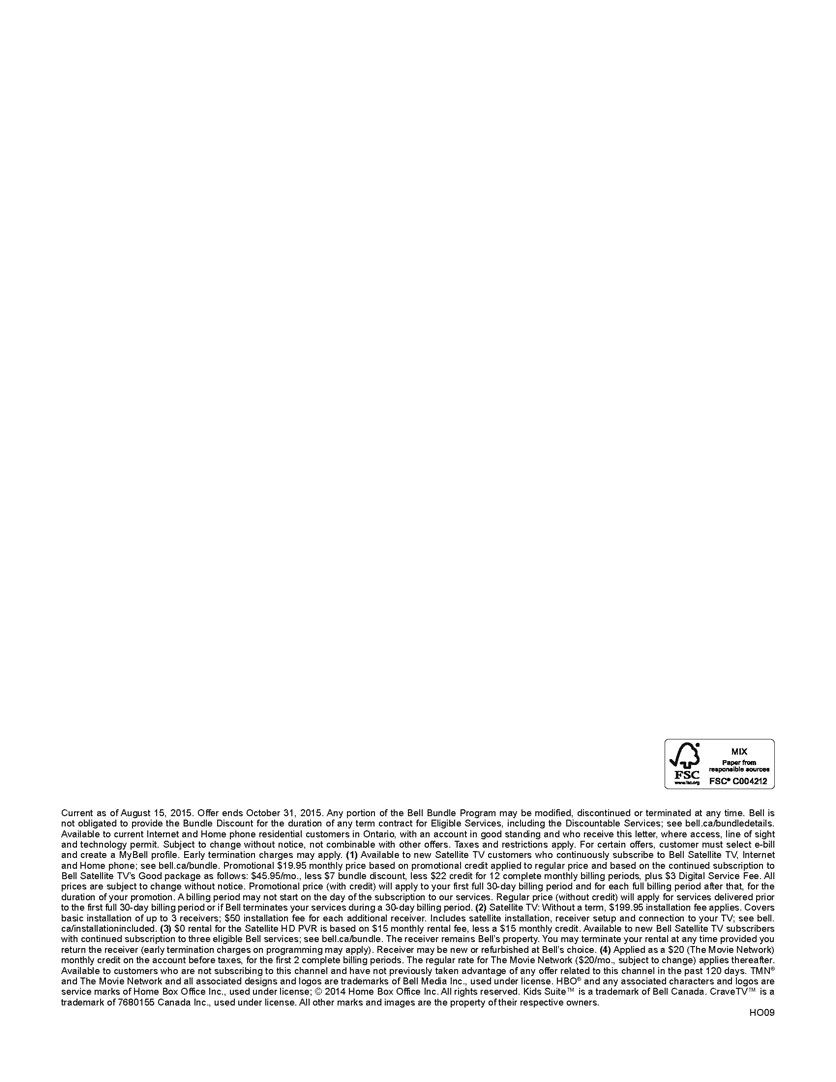 MIX
Paper from
responsible sources
FSC
www.fsc.org
FSC® C004212
Current as of August 15, 2015. Offer ends October 31, 2015. Any portion of the Bell Bundle Program may be modified, discontinued or terminated at any time. Bell is
not obligated to provide the Bundle Discount for the duration of any term contract for Eligible Services, including the Discountable Services; see bell.ca/bundledetails.
Available to current Internet and Home phone residential customers in Ontario, with an account in good standing and who receive this letter, where access, line of sight
and technology permit. Subject to change without notice, not combinable with other offers. Taxes and restrictions apply. For certain offers, customer must select e-bill
and create a MyBell profile. Early termination charges may apply. (1) Available to new Satellite TV customers who continuously subscribe to Bell Satellite TV, Internet
and Home phone; see bell.ca/bundle. Promotional $19.95 monthly price based on promotional credit applied to regular price and based on the continued subscription to
Bell Satellite TV's Good package as follows: $45.95/mo., less $7 bundle discount, less $22 credit for 12 complete monthly billing periods, plus $3 Digital Service Fee. All
prices are subject to change without notice. Promotional price (with credit) will apply to your first full 30-day billing period and for each full billing period after that, for the
duration of your promotion. A billing period may not start on the day of the subscription to our services. Regular price (without credit) will apply for services delivered prior
to the first full 30-day billing period or if Bell terminates your services during a 30-day billing period. (2) Satellite TV: Without a term, $199.95 installation fee applies. Covers
basic installation of up to 3 receivers; $50 installation fee for each additional receiver. Includes satellite installation, receiver setup and connection to your TV; see bell.
ca/installationincluded. (3) $0 rental for the Satellite HD PVR is based on $15 monthly rental fee, less a $15 monthly credit. Available to new Bell Satellite TV subscribers
with continued subscription to three eligible Bell services; see bell.ca/bundle. The receiver remains Bell's property. You may terminate your rental at any time provided you
return the receiver (early termination charges on programming may apply). Receiver may be new or refurbished at Bell's choice. (4) Applied as a $20 (The Movie Network)
monthly credit on the account before taxes, for the first 2 complete billing periods. The regular rate for The Movie Network ($20/mo., subject to change) applies thereafter.
Available to customers who are not subscribing to this channel and have not previously taken advantage of any offer related to this channel in the past 120 days. TMN®
and The Movie Network and all associated designs and logos are trademarks of Bell Media Inc., used under license. HBO® and any associated characters and logos are
service marks of Home Box Office Inc., used under license; © 2014 Home Box Office Inc. All rights reserved. Kids Suite™ is a trademark of Bell Canada. CraveTV™ is a
trademark of 7680155 Canada Inc., used under license. All other marks and images are the property of their respective owners.
HO09